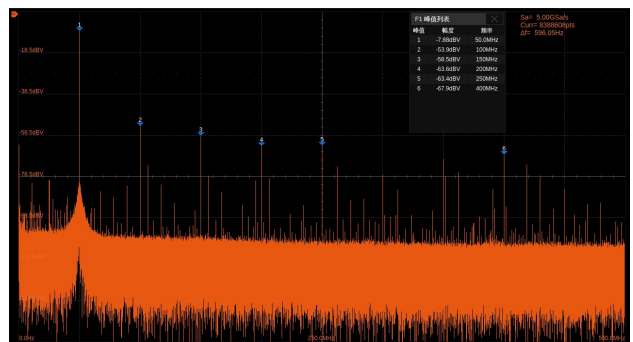 F1 峰值列表
峰值 幅度 频率
1 -7.88dBV 50.0MHz
2 -53.9dBV 100MHz
3 -58.5dBV 150MHz
4 -63.6dBV 200MHz
5 -63.4dBV 250MHz
6 -67.9dBV 400MHz
Sa= 5.00GSa/s
Curr= 8388608pts
Δf= 596.05Hz
1
-18.5dBV
-38.5dBV
2
3
-58.5dBV
4
5
6
-78.5dBV
0.0Hz
250.0MHz
500.0MHz